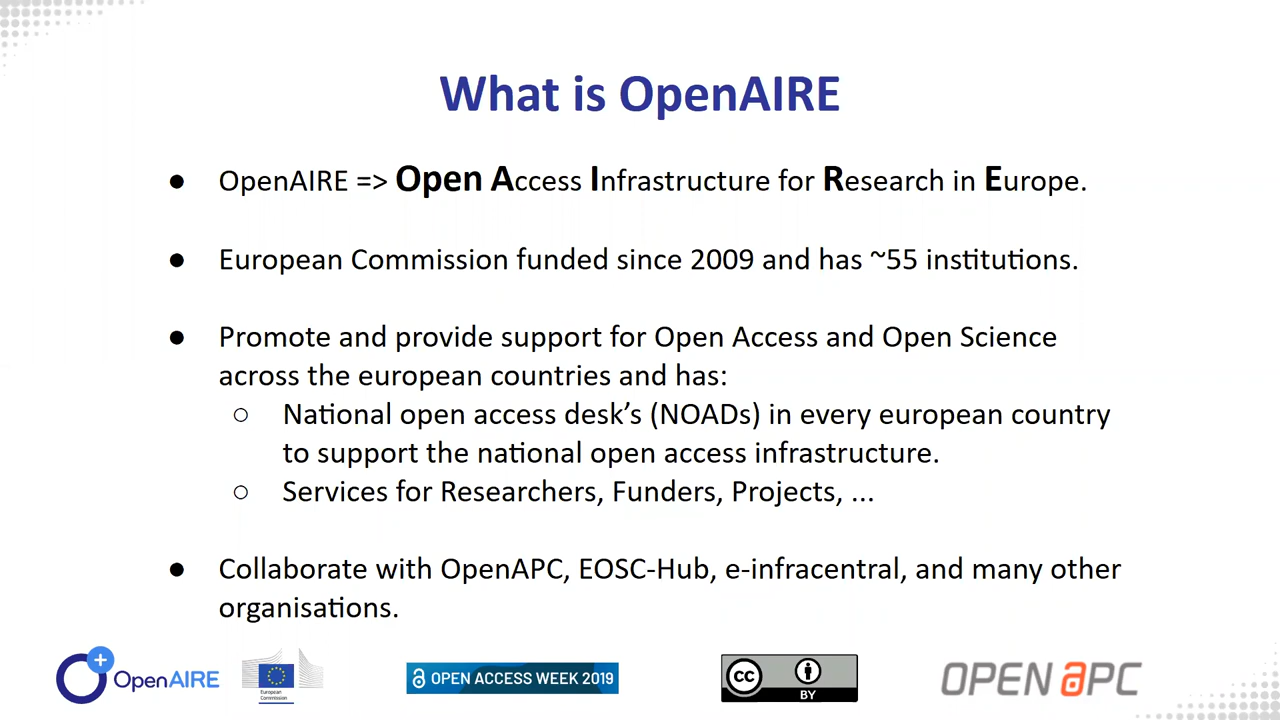 What is OpenAIRE
● OpenAIRE => Open Access Infrastructure for Research in Europe.
● European Commission funded since 2009 and has ~55 institutions.
● Promote and provide support for Open Access and Open Science
across the european countries and has:
○ National open access desk’s (NOADs) in every european country
to support the national open access infrastructure.
○ Services for Researchers, Funders, Projects, ...
● Collaborate with OpenAPC, EOSC-Hub, e-infracentral, and many other
organisations.
OpenAIRE
European
Commission
OPEN ACCESS WEEK 2019
cc
BY
OPEN APC